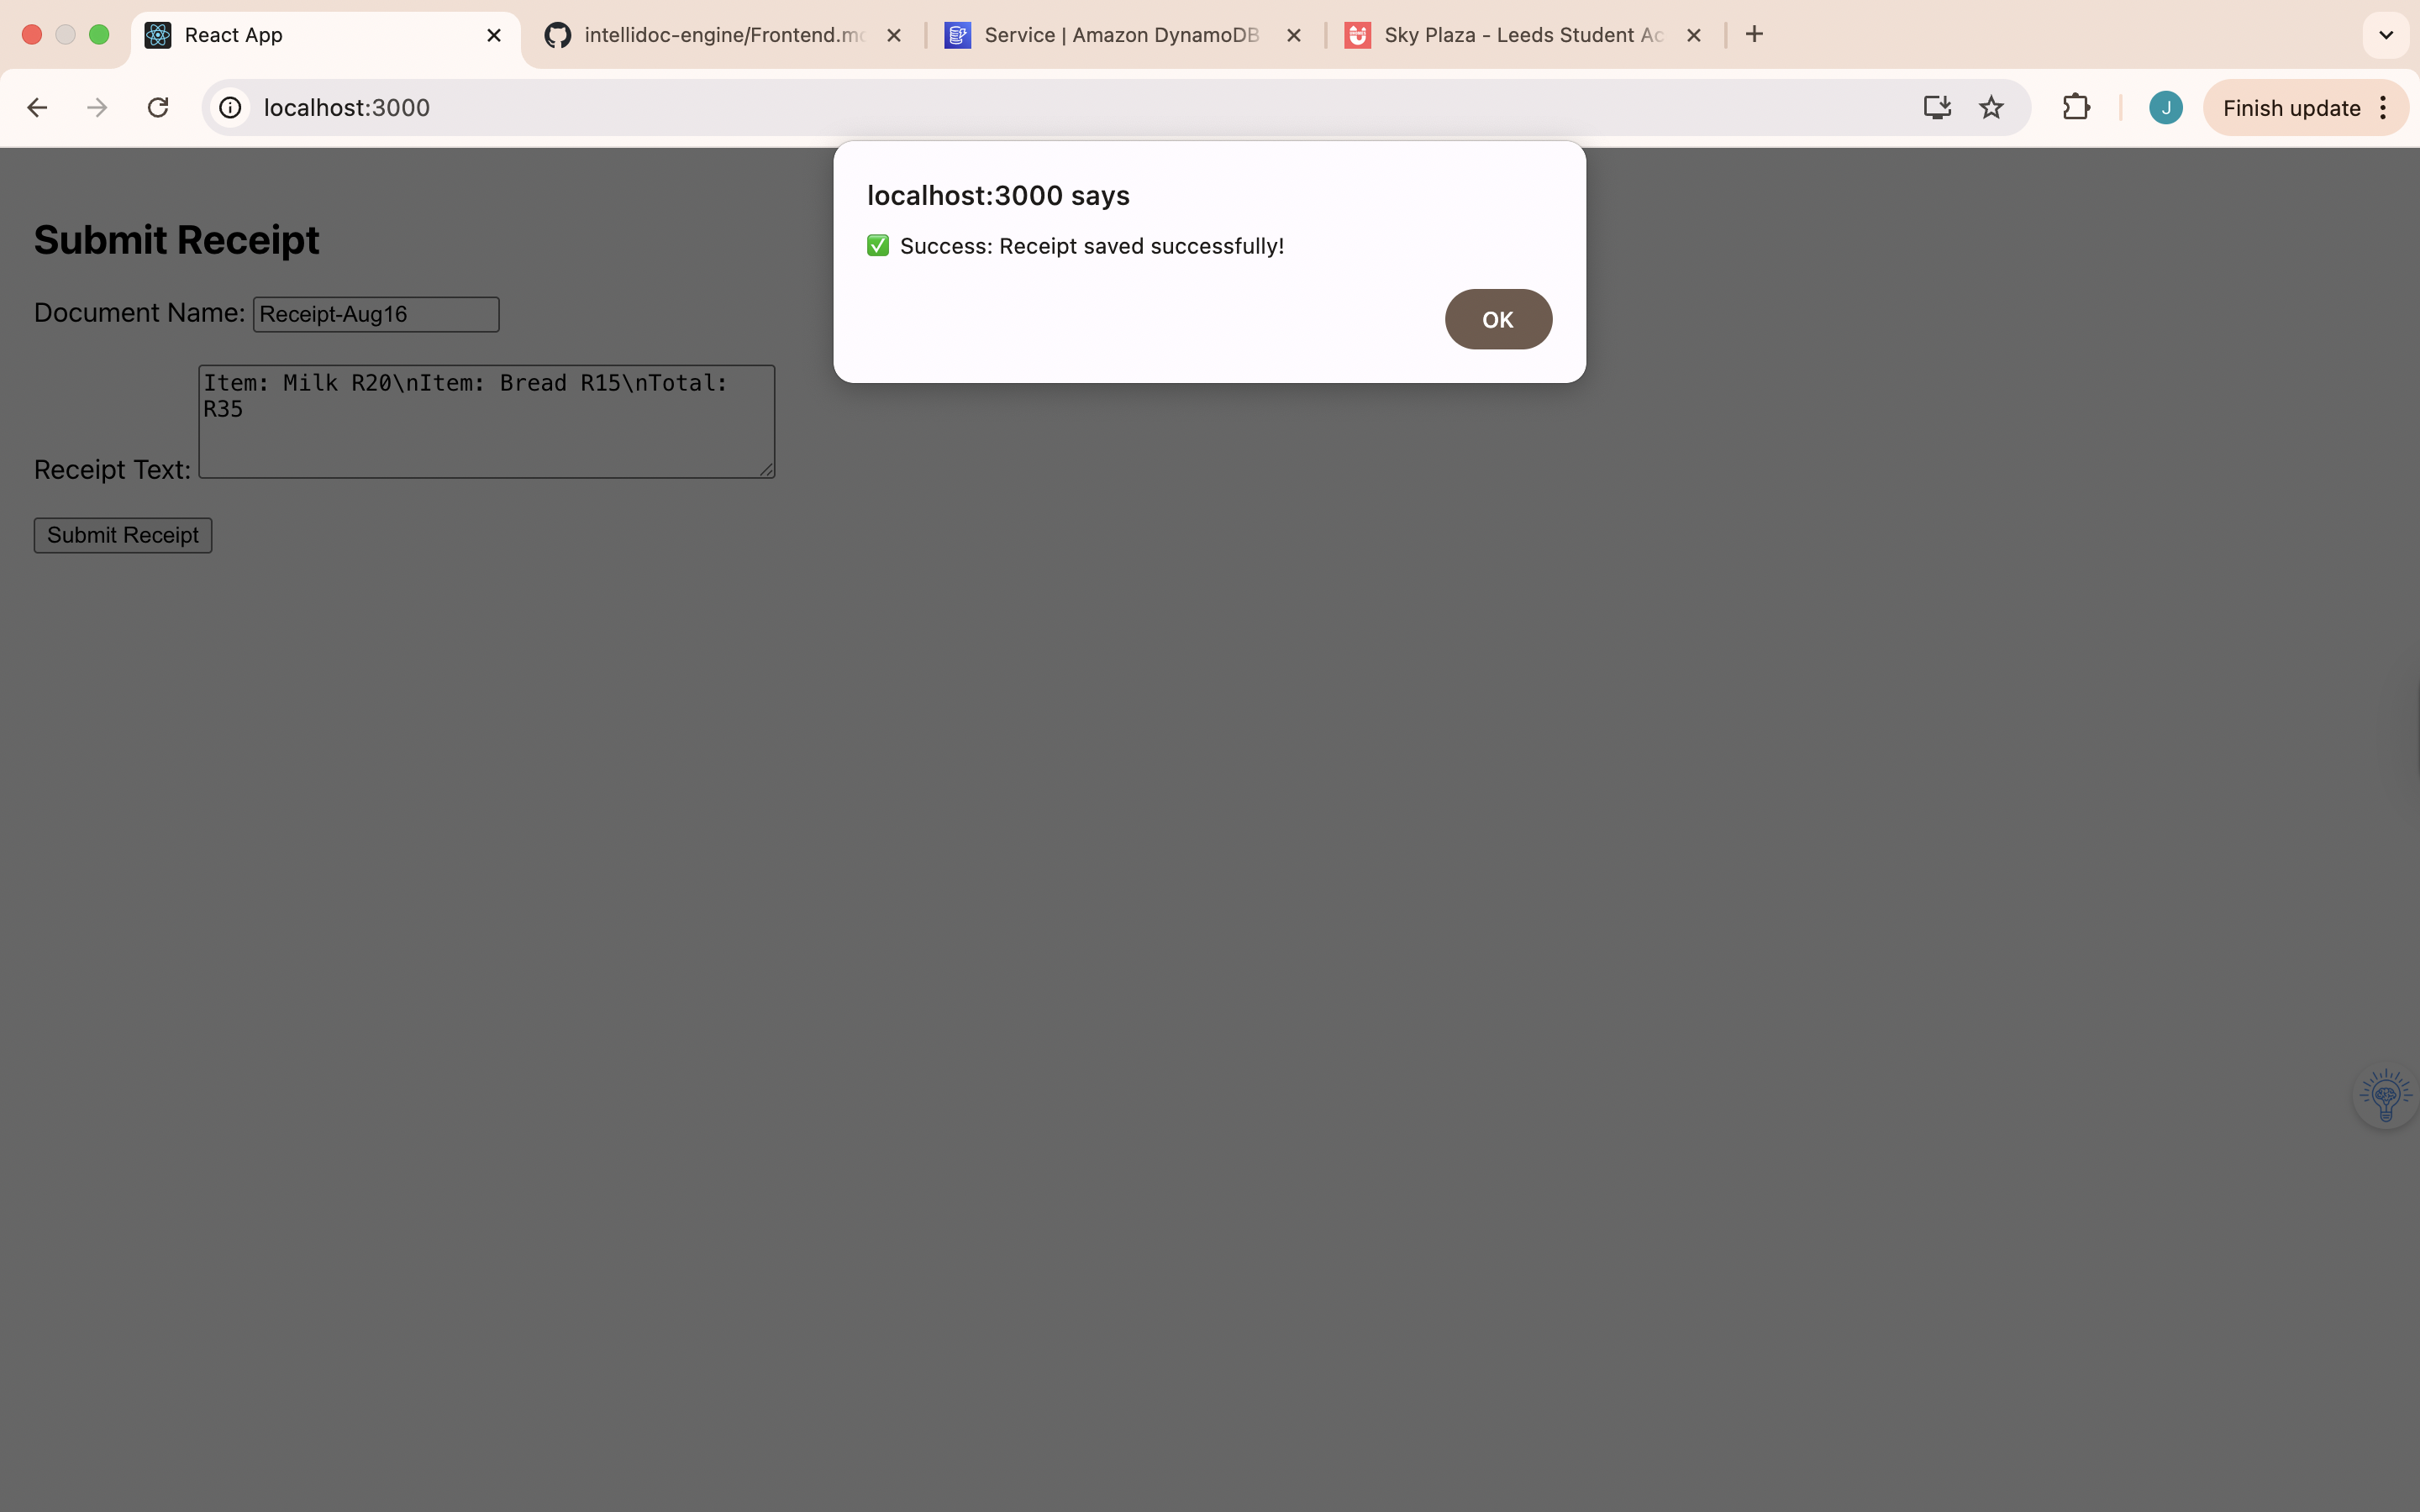 React App
intellidoc-engine/Frontend.mc
Service | Amazon DynamoDB
Sky Plaza - Leeds Student Ac
localhost:3000
J
Finish update
localhost:3000 says
✅ Success: Receipt saved successfully!
OK
Submit Receipt
Document Name: Receipt-Aug16
Item: Milk R20\nItem: Bread R15\nTotal:
R35
Receipt Text:
Submit Receipt